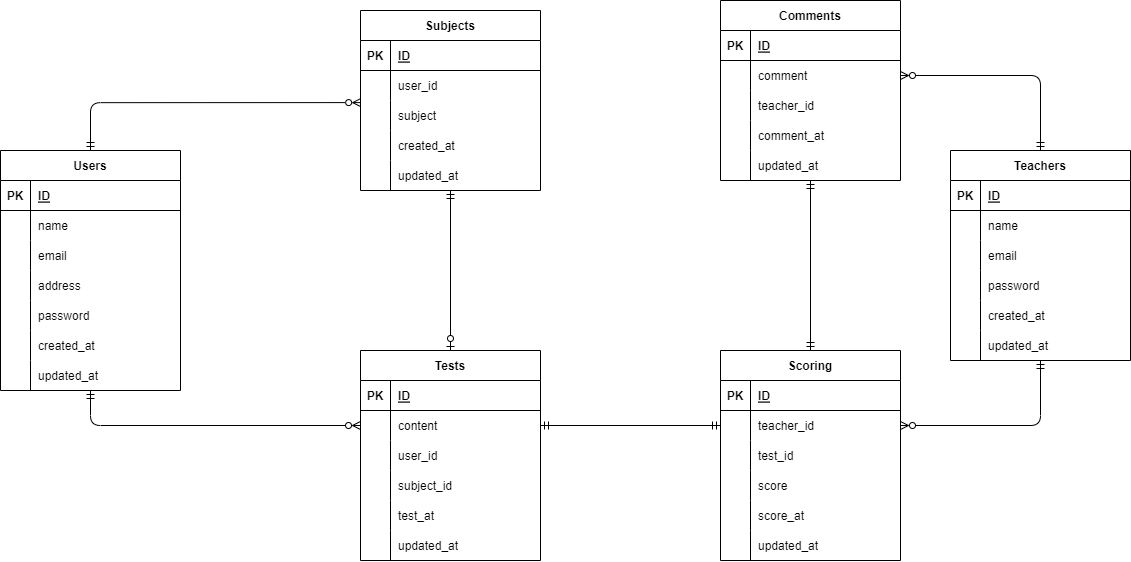 Subjects
PK ID
user_id
subject
created_at
updated_at
Comments
PK ID
comment
teacher_id
comment_at
updated_at
Users
PK ID
name
email
address
password
created_at
updated_at
Teachers
PK ID
name
email
password
created_at
updated_at
Tests
PK ID
content
user_id
subject_id
test_at
updated_at
Scoring
PK ID
teacher_id
test_id
score
score_at
updated_at